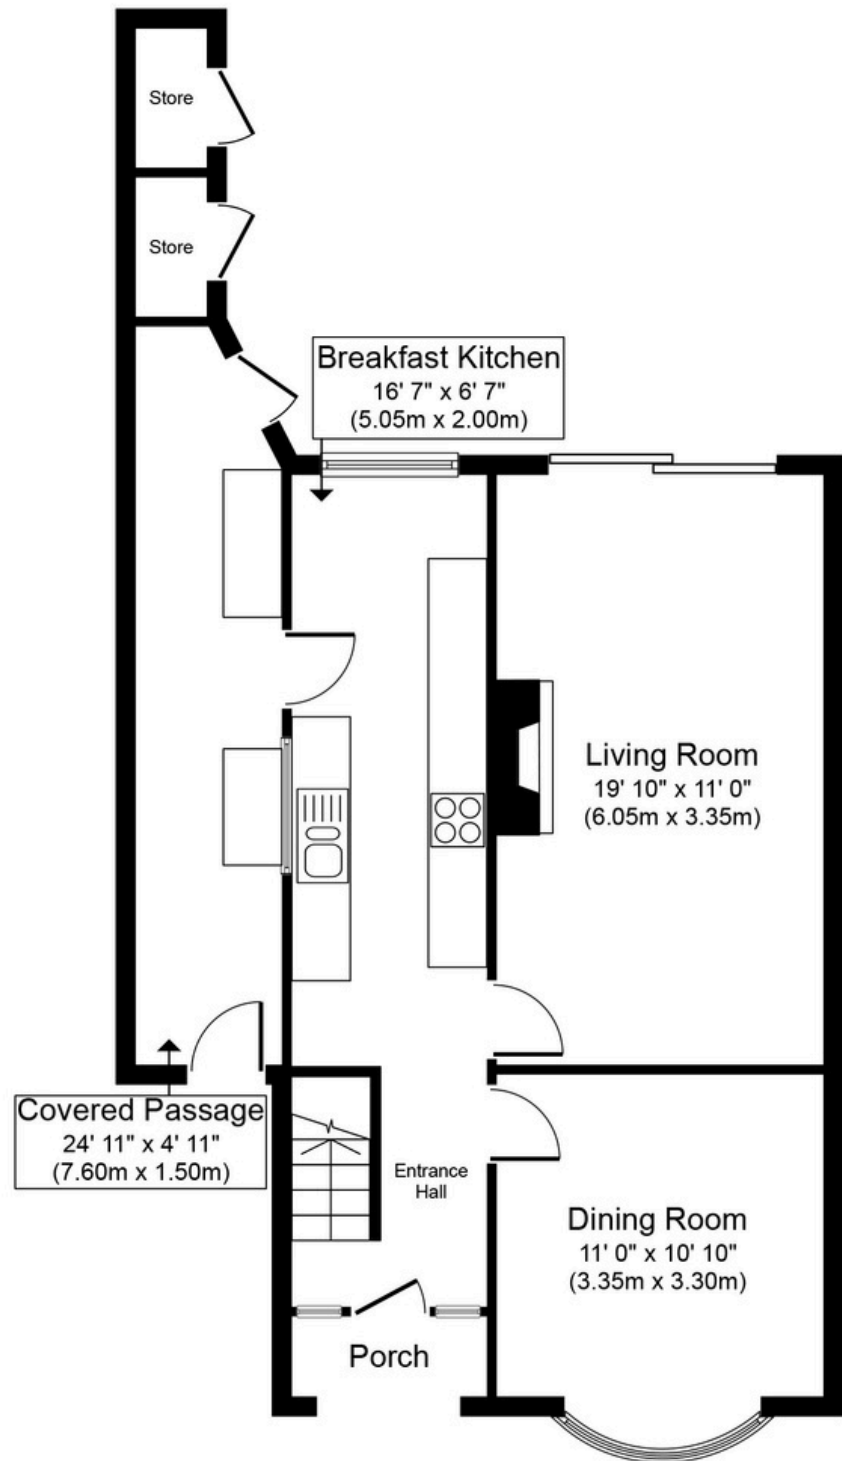 Store
Store
Breakfast Kitchen
16' 7" x 6' 7"
(5.05m x 2.00m)
Living Room
19' 10" x 11' 0"
(6.05m x 3.35m)
Covered Passage
24' 11" x 4' 11"
(7.60m x 1.50m)
Entrance
Hall
Dining Room
11' 0" x 10' 10"
(3.35m x 3.30m)
Porch